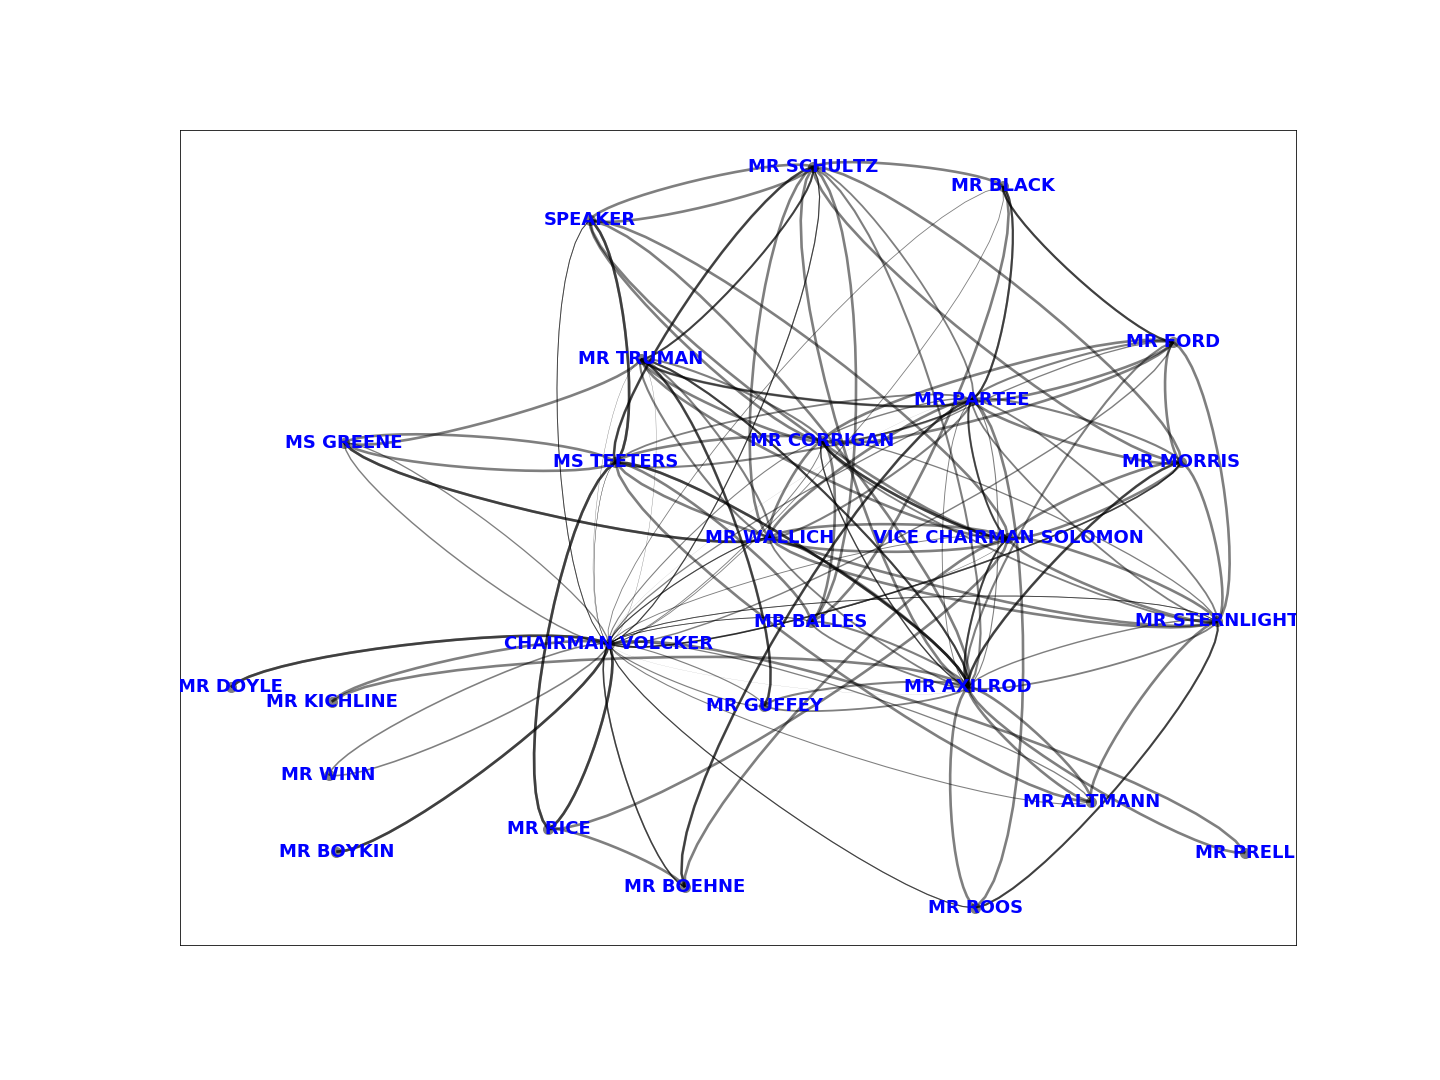 MR SCHULTZ
MR BLACK
SPEAKER
MR FORD
MR TRUMAN
MR PARTEE
MR CORRIGAN
MS GREENE
MS TEETERS
MR MORRIS
MR WALLICH
VICE CHAIRMAN SOLOMON
MR BALLES
MR STERNLIGHT
CHAIRMAN VOLCKER
MR DOYLE
MR AXILROD
MR KICHLINE
MR GUFFEY
MR WINN
MR ALTMANN
MR RICE
MR BOYKIN
MR PRELL
MR BOEHNE
MR ROOS